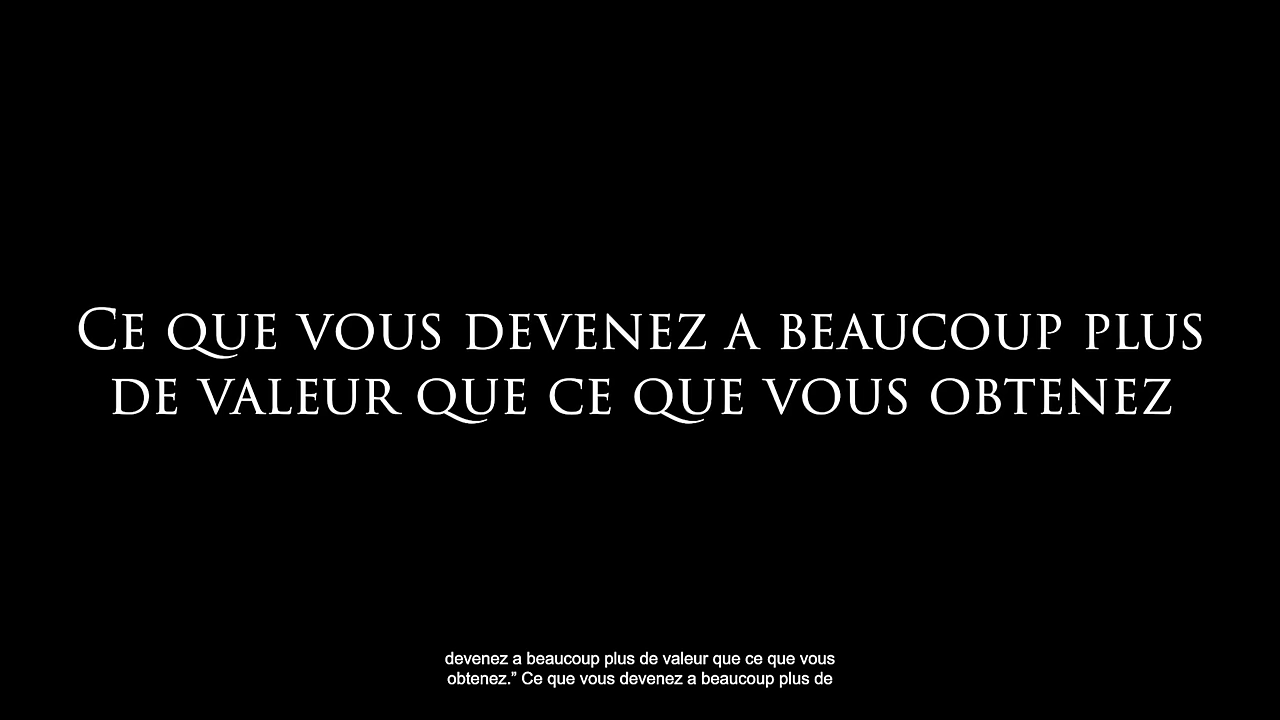 Ce que vous devenez a beaucoup plus
de valeur que ce que vous obtenez
devenez a beaucoup plus de valeur que ce que vous
obtenez.” Ce que vous devenez a beaucoup plus de